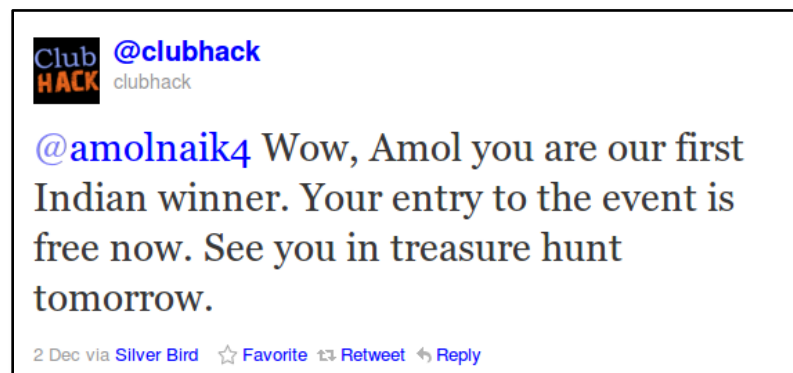 Club
HACK
@clubhack
clubhack
@amolnaik4 Wow, Amol you are our first
Indian winner. Your entry to the event is
free now. See you in treasure hunt
tomorrow.
2 Dec via Silver Bird Favorite Retweet Reply